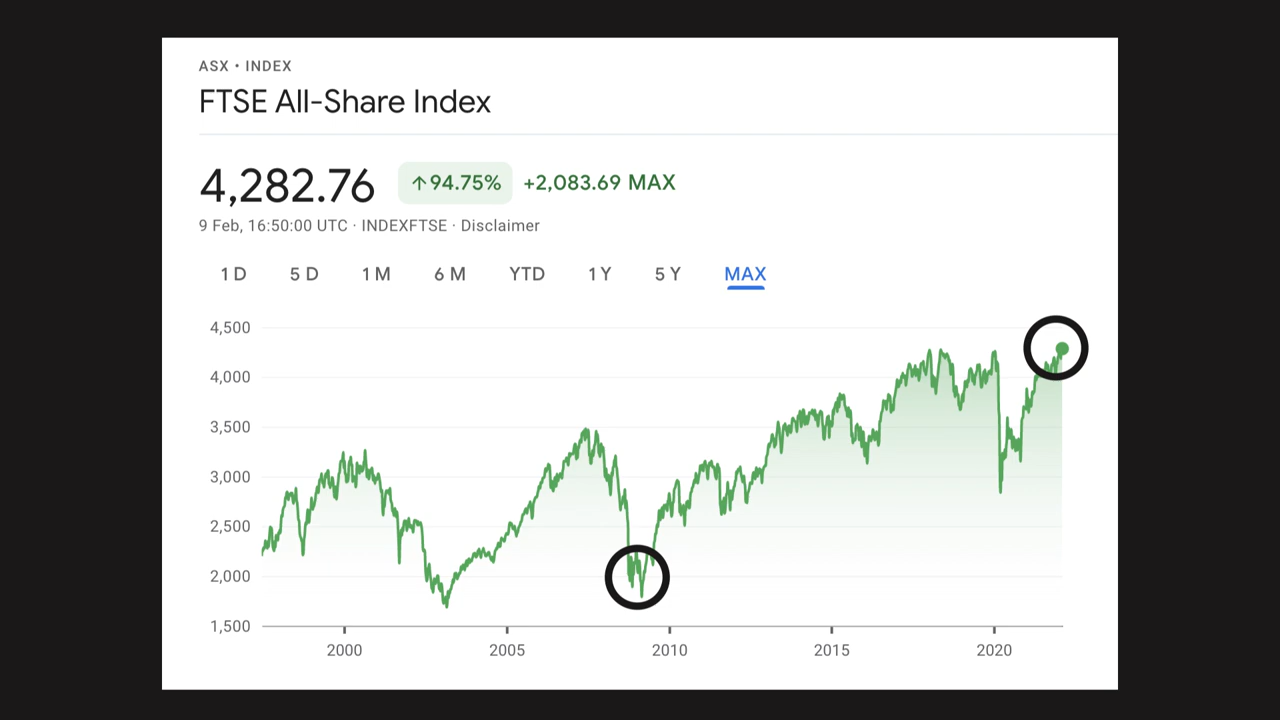 ASX • INDEX
FTSE All-Share Index
4,282.76 ↑94.75% +2,083.69 MAX
9 Feb, 16:50:00 UTC · INDEXFTSE · Disclaimer
1 D 5 D 1 M 6 M YTD 1 Y 5 Y MAX
4,500
4,000
3,500
3,000
2,500
2,000
1,500
2000 2005 2010 2015 2020